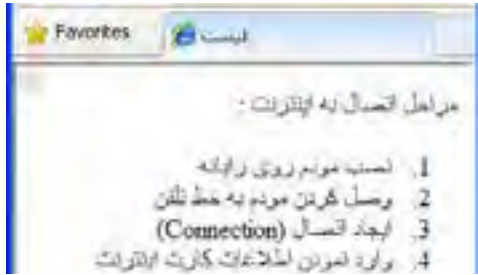 Favorites
لیست
مراحل اتصال به اینترنت :
1. نصب مودم روی رایانه
2. وصل کردن مودم به خط تلفن
3. ایجاد اتصال (Connection)
4. وارد نمودن اطلاعات کارت اینترنت